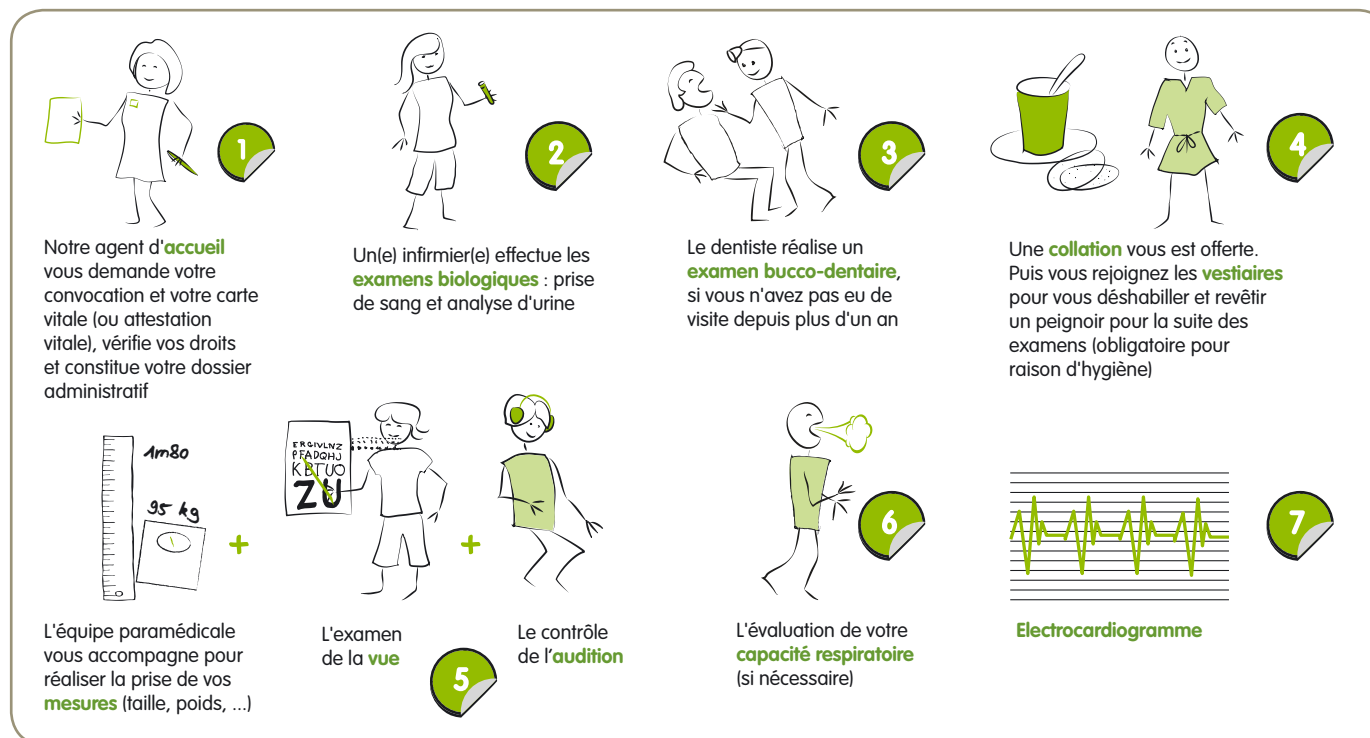 1
Notre agent d'accueil
vous demande votre
convocation et votre carte
vitale (ou attestation
vitale), vérifie vos droits
et constitue votre dossier
administratif
2
Un(e) infirmier(e) effectue les
examens biologiques : prise
de sang et analyse d'urine
3
Le dentiste réalise un
examen bucco-dentaire,
si vous n'avez pas eu de
visite depuis plus d'un an
4
Une collation vous est offerte.
Puis vous rejoignez les vestiaires
pour vous déshabiller et revêtir
un peignoir pour la suite des
examens (obligatoire pour
raison d'hygiène)
1m80
95 kg
+
L'équipe paramédicale
vous accompagne pour
réaliser la prise de vos
mesures (taille, poids, ...)
ERGIVLNZ
PFADQHJ
KBTUO
ZU
+
L'examen
de la vue
5
Le contrôle
de l'audition
6
L'évaluation de votre
capacité respiratoire
(si nécessaire)
7
Electrocardiogramme